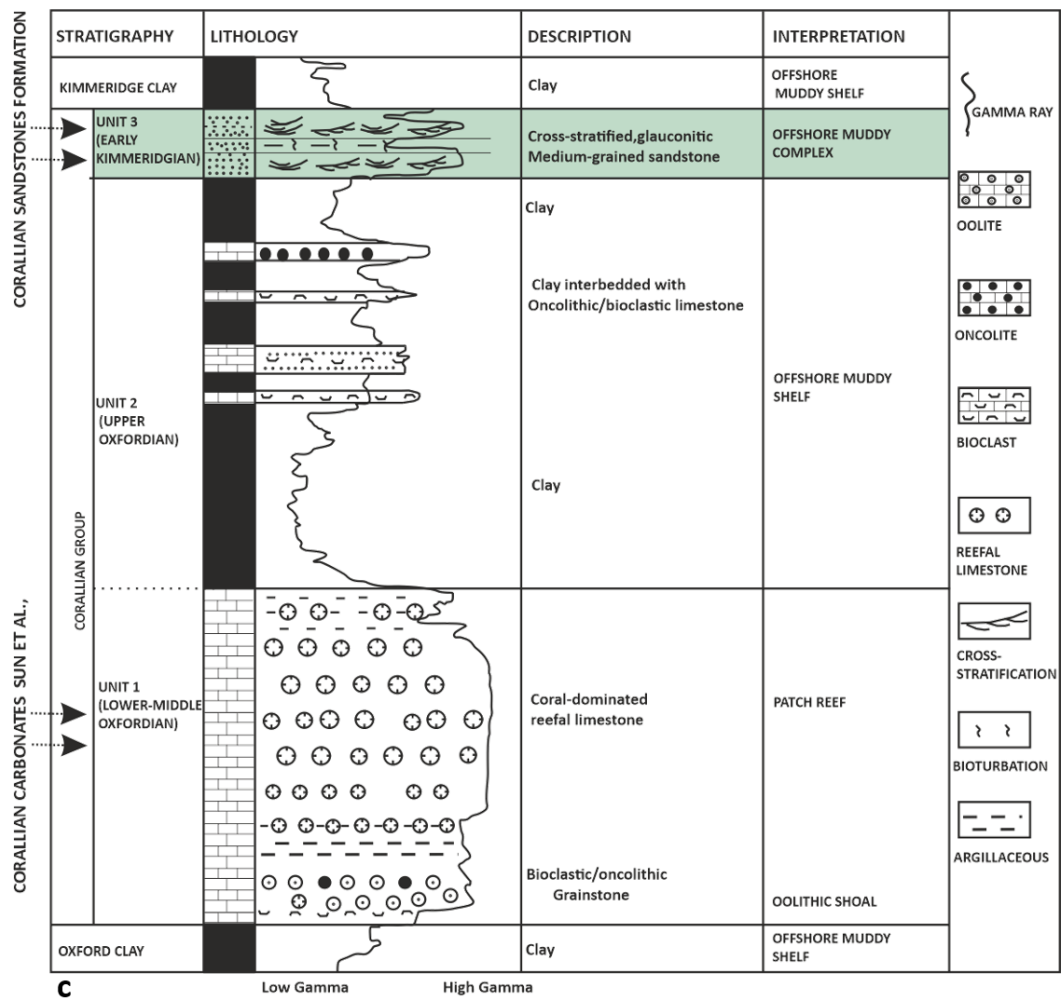 STRATIGRAPHY
LITHOLOGY
DESCRIPTION
INTERPRETATION
KIMMERIDGE CLAY
Clay
OFFSHORE
MUDDY SHELF
CORALLIAN SANDSTONES FORMATION
UNIT 3
(EARLY
KIMMERIDGIAN)
Cross-stratified,glauconitic
Medium-grained sandstone
OFFSHORE MUDDY
COMPLEX
CORALLIAN GROUP
UNIT 2
(UPPER
OXFORDIAN)
Clay
Clay interbedded with
Oncolithic/bioclastic limestone
Clay
OFFSHORE MUDDY
SHELF
CORALLIAN CARBONATES SUN ET AL.,
UNIT 1
(LOWER-MIDDLE
OXFORDIAN)
Coral-dominated
reefal limestone
PATCH REEF
Bioclastic/oncolithic
Grainstone
OOLITHIC SHOAL
OXFORD CLAY
Clay
OFFSHORE MUDDY
SHELF
C
Low Gamma
High Gamma
GAMMA RAY
OOLITE
ONCOLITE
BIOCLAST
REEFAL
LIMESTONE
CROSS-
STRATIFICATION
BIOTURBATION
ARGILLACEOUS